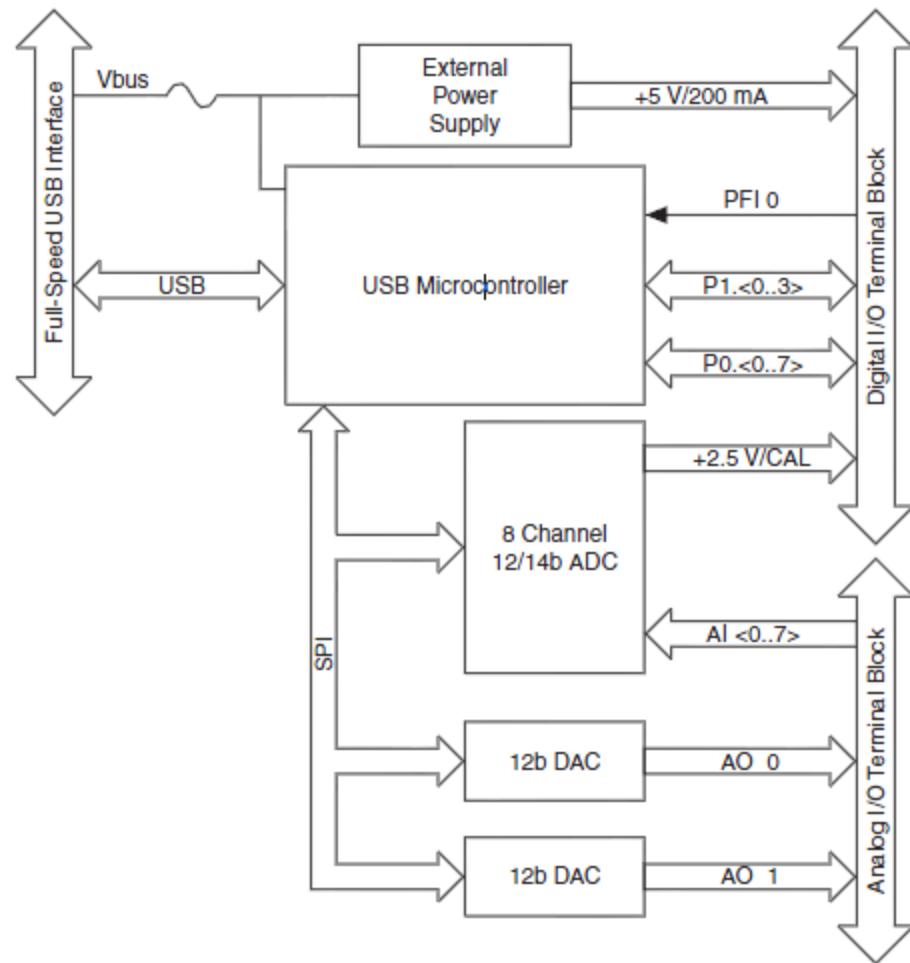 Full-Speed USB Interface
Vbus
External
Power
Supply
+5 V/200 mA
Digital I/O Terminal Block
PFI 0
USB
USB Microcontroller
P1.<0..3>
P0.<0..7>
+2.5 V/CAL
8 Channel
12/14b ADC
AI <0..7>
SPI
Analog I/O Terminal Block
12b DAC
AO 0
12b DAC
AO 1